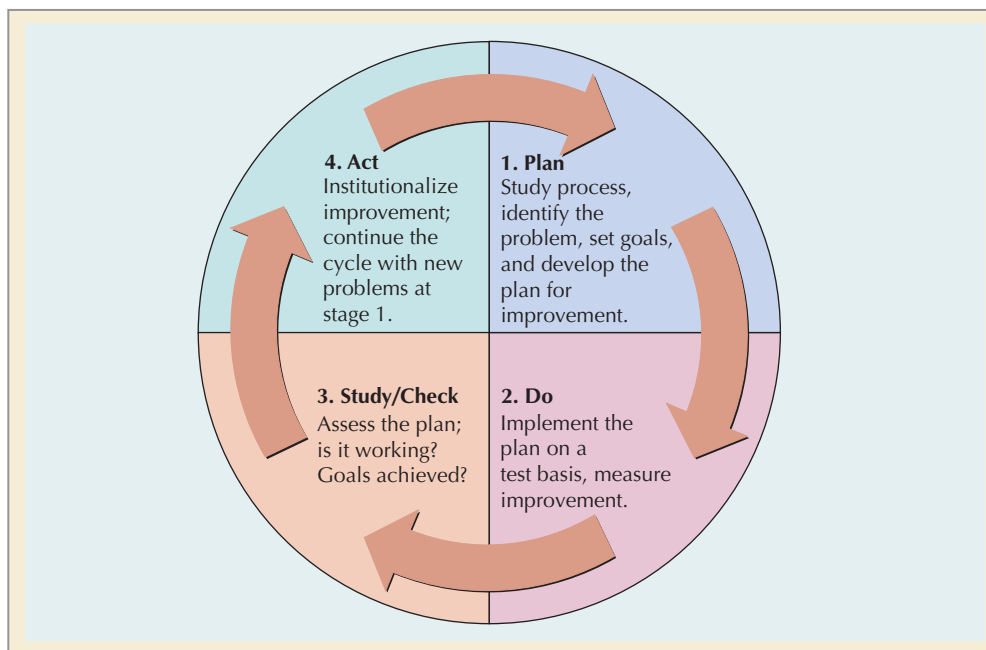 1. Plan
Study process,
identify the
problem, set goals,
and develop the
plan for
improvement.
2. Do
Implement the
plan on a
test basis, measure
improvement.
3. Study/Check
Assess the plan;
is it working?
Goals achieved?
4. Act
Institutionalize
improvement;
continue the
cycle with new
problems at
stage 1.